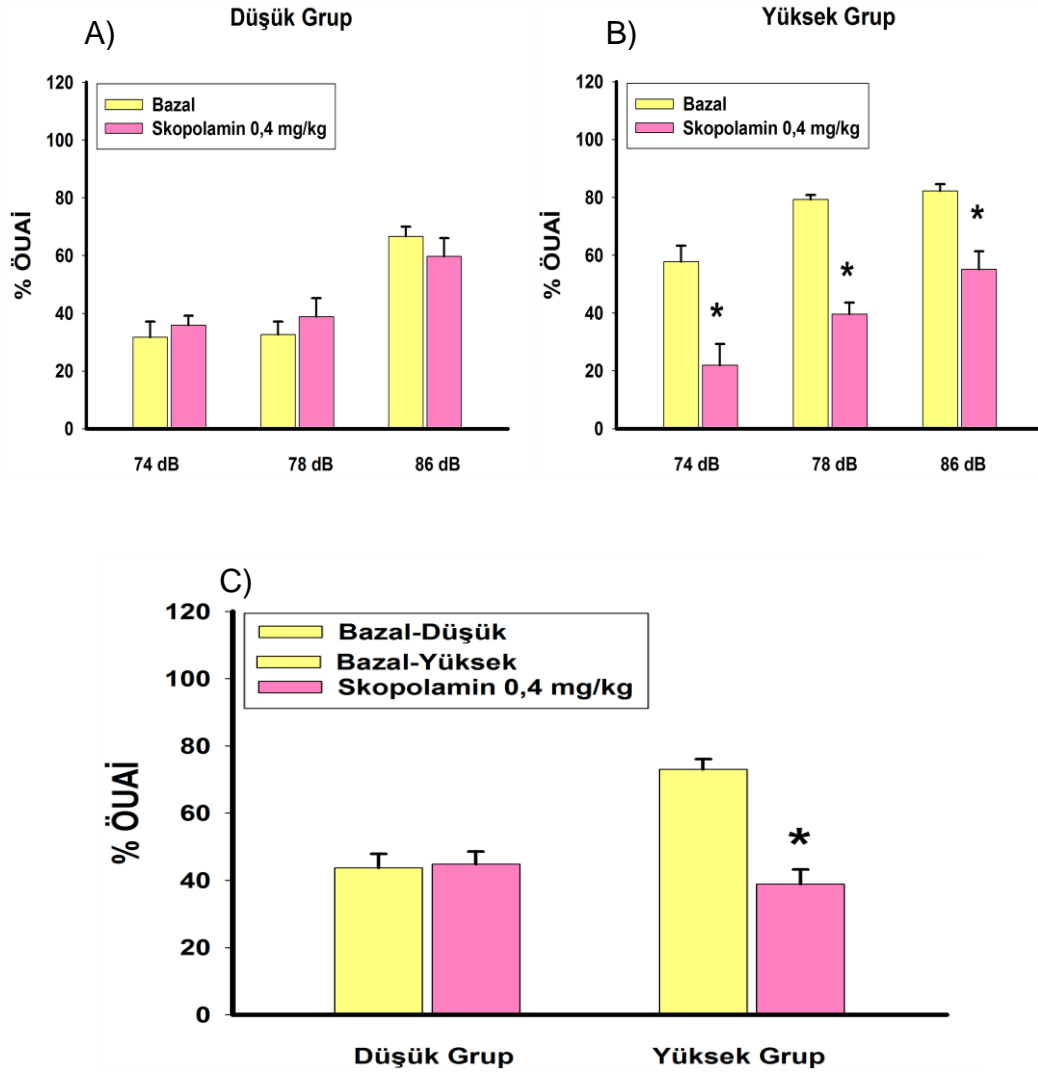 Düşük Grup
A)
120
100
80
60
40
20
0
% ÖUAİ
Bazal
Skopolamin 0,4 mg/kg
74 dB 78 dB 86 dB
Yüksek Grup
B)
120
100
80
60
40
20
0
% ÖUAİ
Bazal
Skopolamin 0,4 mg/kg
*
*
*
74 dB 78 dB 86 dB
C)
120
100
80
60
40
20
0
% ÖUAİ
Bazal-Düşük
Bazal-Yüksek
Skopolamin 0,4 mg/kg
*
Düşük Grup Yüksek Grup